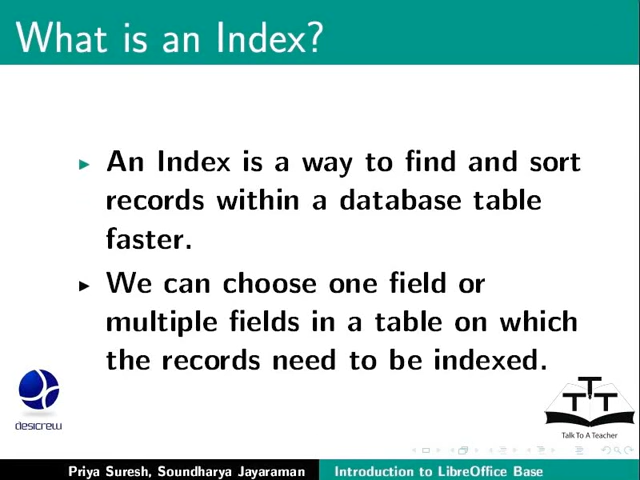 What is an Index?
An Index is a way to find and sort
records within a database table
faster.
We can choose one field or
multiple fields in a table on which
the records need to be indexed.
desicrew
TTT
Talk To A Teacher
Priya Suresh, Soundharya Jayaraman
Introduction to LibreOffice Base